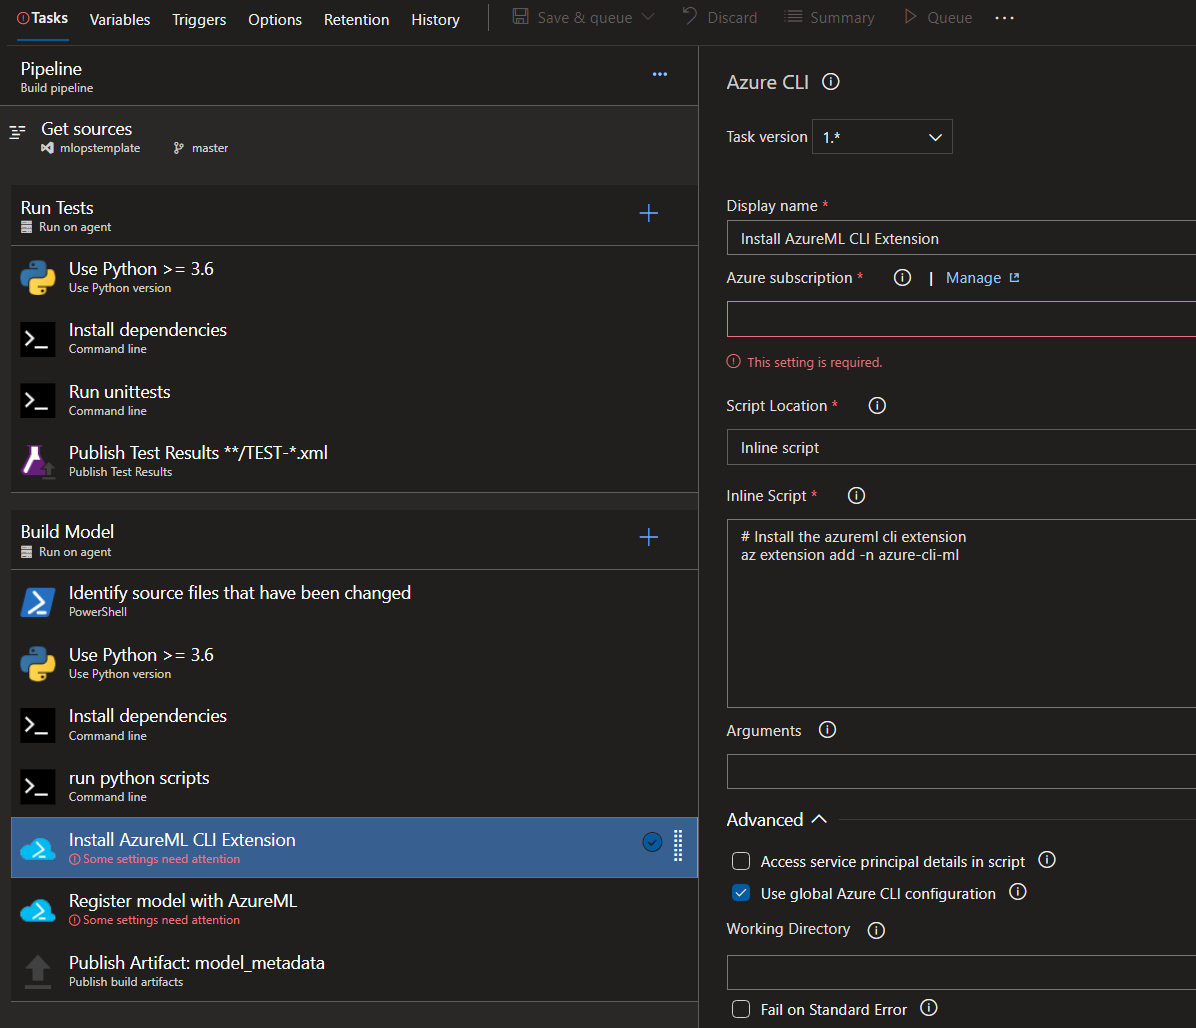 Tasks
Variables
Triggers
Options
Retention
History
Save & queue
Discard
Summary
Queue
...
Pipeline
Build pipeline
...
Get sources
mlopstemplate
master
Run Tests
Run on agent
Use Python >= 3.6
Use Python version
Install dependencies
Command line
Run unittests
Command line
Publish Test Results **/TEST-*.xml
Publish Test Results
Build Model
Run on agent
Identify source files that have been changed
PowerShell
Use Python >= 3.6
Use Python version
Install dependencies
Command line
run python scripts
Command line
Install AzureML CLI Extension
Some settings need attention
Register model with AzureML
Some settings need attention
Publish Artifact: model_metadata
Publish build artifacts
Azure CLI
Task version 1.*
Display name *
Install AzureML CLI Extension
Azure subscription * | Manage
This setting is required.
Script Location *
Inline script
Inline Script *
# Install the azureml cli extension
az extension add -n azure-cli-ml
Arguments
Advanced
Access service principal details in script
Use global Azure CLI configuration
Working Directory
Fail on Standard Error